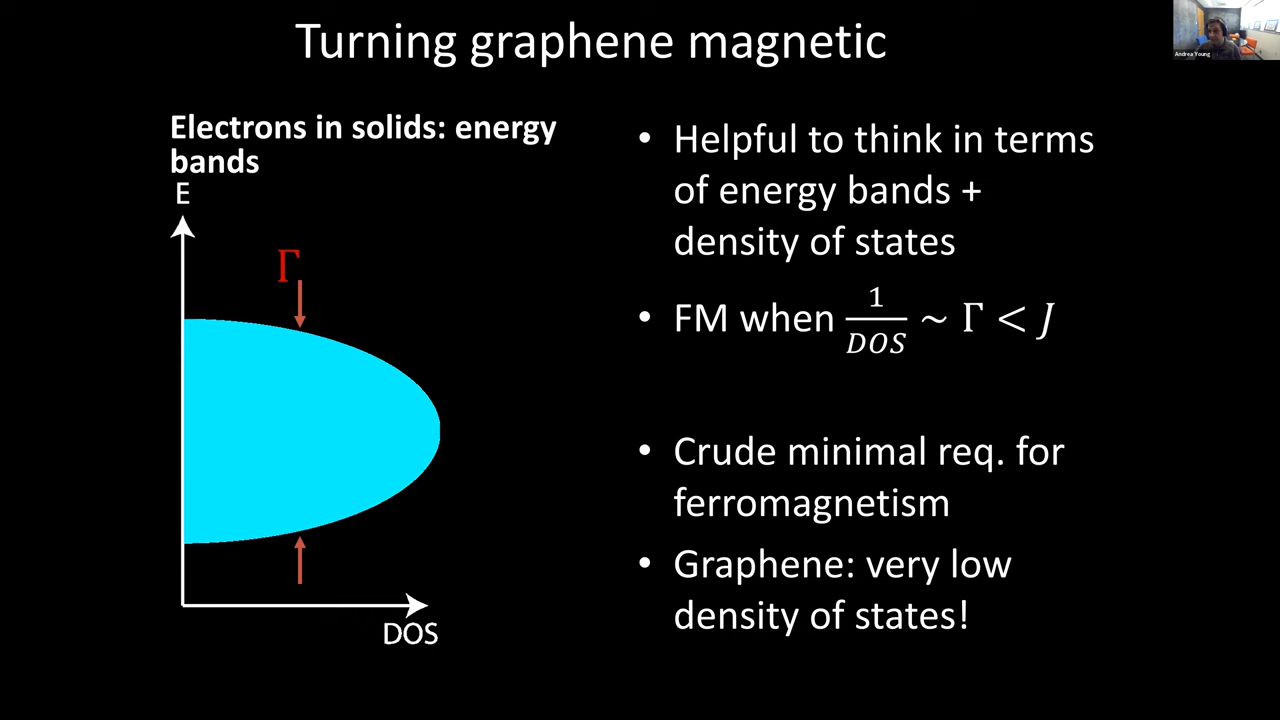 Turning graphene magnetic
Andrea Young
Electrons in solids: energy
bands
E
Γ
DOS
• Helpful to think in terms
of energy bands +
density of states
• FM when 1/DOS ~ Γ < J
• Crude minimal req. for
ferromagnetism
• Graphene: very low
density of states!